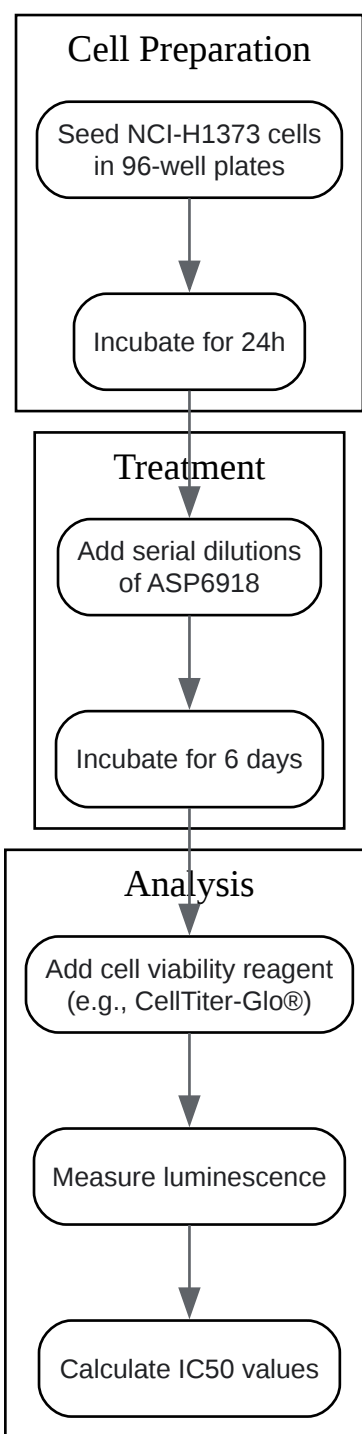 Cell Preparation
Seed NCI-H1373 cells
in 96-well plates
Incubate for 24h
Treatment
Add serial dilutions
of ASP6918
Incubate for 6 days
Analysis
Add cell viability reagent
(e.g., CellTiter-Glo®)
Measure luminescence
Calculate IC50 values